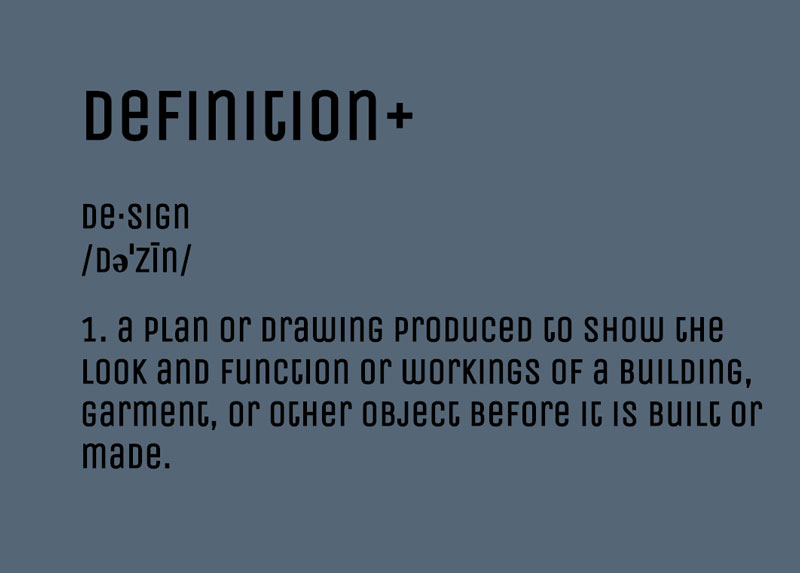 Definition+
de·sign
/də'zīn/
1. a plan or drawing produced to show the
look and function or workings of a building,
garment, or other object before it is built or
made.